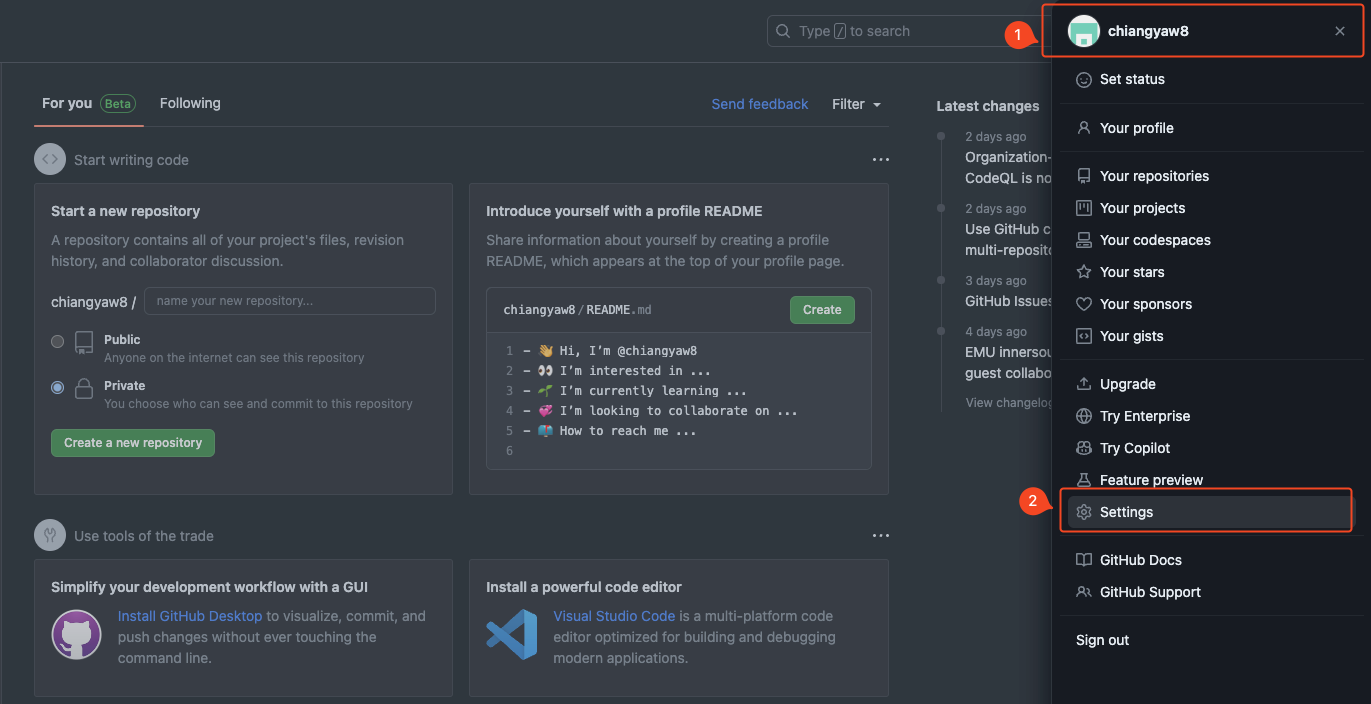 Type / to search
1
chiangyaw8
For you Beta
Following
Send feedback
Filter
Start writing code
Start a new repository
A repository contains all of your project's files, revision
history, and collaborator discussion.
chiangyaw8 /
name your new repository...
Public
Anyone on the internet can see this repository
Private
You choose who can see and commit to this repository
Create a new repository
Introduce yourself with a profile README
Share information about yourself by creating a profile
README, which appears at the top of your profile page.
chiangyaw8/README.md
Create
1 - 👋 Hi, I’m @chiangyaw8
2 - 👀 I’m interested in ...
3 - 🌱 I’m currently learning ...
4 - 💞️ I’m looking to collaborate on ...
5 - 📫 How to reach me ...
6
Use tools of the trade
Simplify your development workflow with a GUI
Install GitHub Desktop to visualize, commit, and
push changes without ever touching the
command line.
Install a powerful code editor
Visual Studio Code is a multi-platform code
editor optimized for building and debugging
modern applications.
Latest changes
2 days ago
Organization-
CodeQL is no
2 days ago
Use GitHub c
multi-reposito
3 days ago
GitHub Issues
4 days ago
EMU innersou
guest collabo
View changelog
Set status
Your profile
Your repositories
Your projects
Your codespaces
Your stars
Your sponsors
Your gists
Upgrade
Try Enterprise
Try Copilot
Feature preview
2
Settings
GitHub Docs
GitHub Support
Sign out